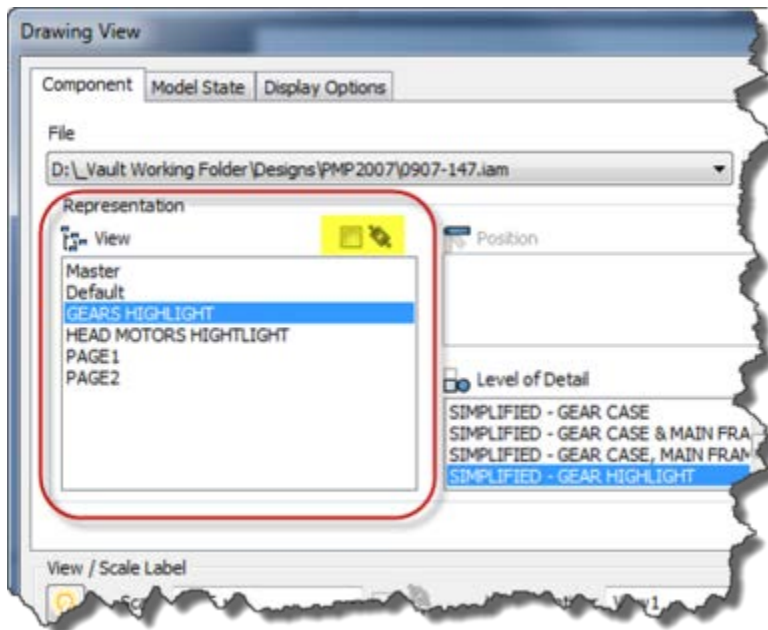 Drawing View
Component Model State Display Options
File
D:\_Vault Working Folder\Designs\PMP2007\0907-147.iam
Representation
View
Position
Master
Default
GEARS HIGHLIGHT
HEAD MOTORS HIGHTLIGHT
PAGE1
PAGE2
Level of Detail
SIMPLIFIED - GEAR CASE
SIMPLIFIED - GEAR CASE & MAIN FRA
SIMPLIFIED - GEAR CASE, MAIN FRAM
SIMPLIFIED - GEAR HIGHLIGHT
View / Scale Label
View1